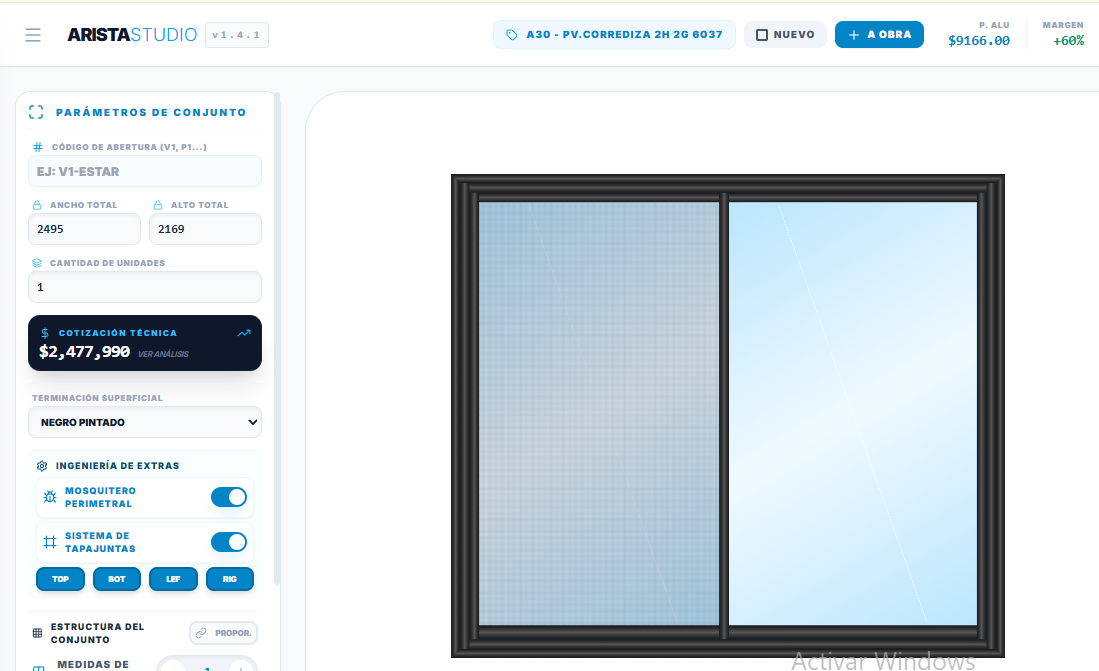 ARISTASTUDIO v1.4.1
A30 - PV.CORREDIZA 2H 2G 6037
NUEVO
A OBRA
P. ALU
$9166.00
MARGEN
+60%
PARÁMETROS DE CONJUNTO
CÓDIGO DE ABERTURA (V1, P1...)
EJ: V1-ESTAR
ANCHO TOTAL
ALTO TOTAL
2495
2169
CANTIDAD DE UNIDADES
1
COTIZACIÓN TÉCNICA
$2,477,990 VER ANÁLISIS
TERMINACIÓN SUPERFICIAL
NEGRO PINTADO
INGENIERÍA DE EXTRAS
MOSQUITERO
PERIMETRAL
SISTEMA DE
TAPAJUNTAS
TOP
BOT
LEF
RIG
ESTRUCTURA DEL
CONJUNTO
PROPOR.
MEDIDAS DE
Activar Windows